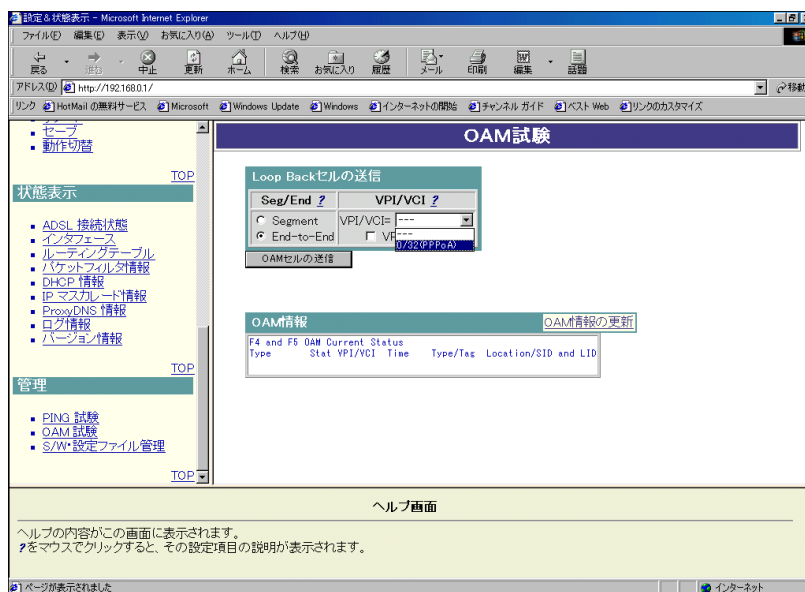 設定&状態表示 - Microsoft Internet Explorer
ファイル(F) 編集(E) 表示(V) お気に入り(A) ツール(T) ヘルプ(H)
戻る 進む 中止 更新 ホーム 検索 お気に入り 履歴 メール 印刷 編集 話題
アドレス(D) http://192.168.0.1/ 移動
リンク HotMail の無料サービス Microsoft Windows Update Windows インターネットの開始 チャンネル ガイド ベスト Web リンクのカスタマイズ
セーブ
動作切替
TOP
状態表示
ADSL 接続状態
インタフェース
ルーティングテーブル
パケットフィルタ情報
DHCP 情報
IP マスカレード情報
ProxyDNS 情報
ログ情報
バージョン情報
TOP
管理
PING 試験
OAM 試験
S/W・設定ファイル管理
TOP
OAM試験
Loop Backセルの送信
Seg/End ? VPI/VCI ?
Segment VPI/VCI= ---
End-to-End VP
---
0/32(PPPoA)
OAMセルの送信
OAM情報 OAM情報の更新
F4 and F5 OAM Current Status
Type Stat VPI/VCI Time Type/Tag Location/SID and LID
ヘルプ画面
ヘルプの内容がこの画面に表示されます。
?をマウスでクリックすると、その設定項目の説明が表示されます。
ページが表示されました インターネット